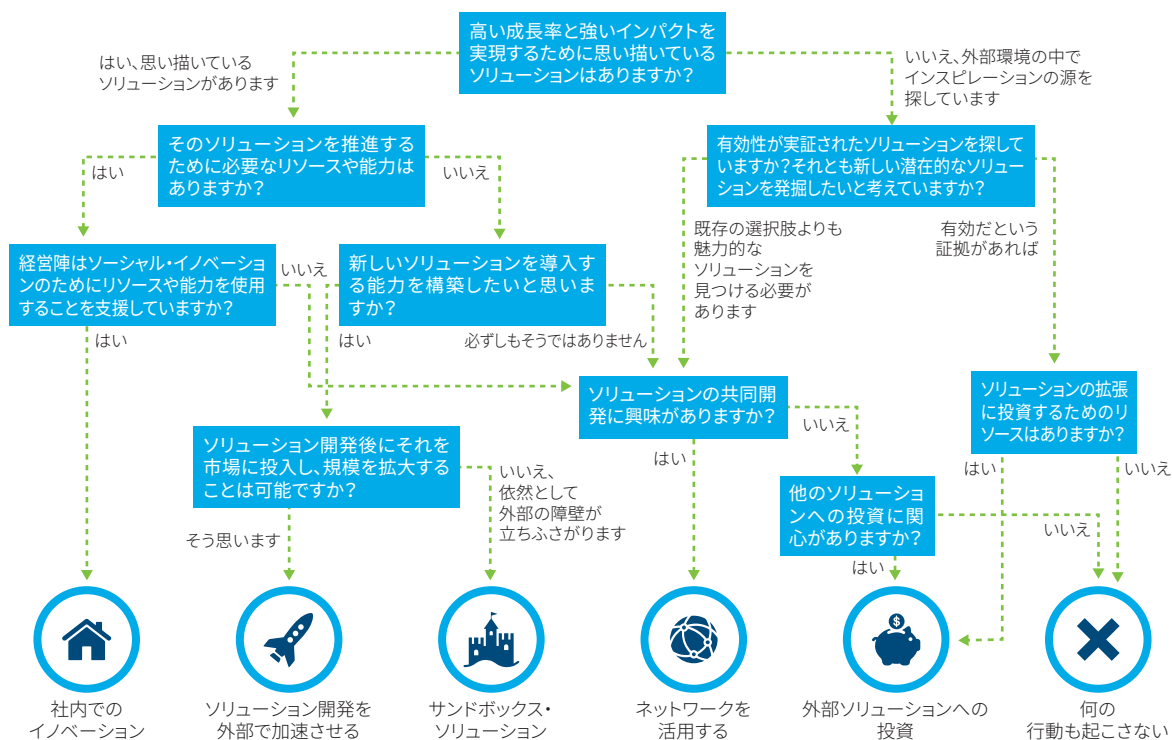 高い成長率と強いインパクトを
実現するために思い描いている
ソリューションはありますか？
はい、思い描いている
ソリューションがあります
いいえ、外部環境の中で
インスピレーションの源を
探しています
そのソリューションを推進する
ために必要なリソースや能力は
ありますか？
有効性が実証されたソリューションを探して
いますか？それとも新しい潜在的なソリュー
ションを発掘したいと考えていますか？
はい
いいえ
既存の選択肢よりも
魅力的な
ソリューションを
見つける必要が
あります
有効だという
証拠があれば
経営陣はソーシャル・イノベーショ
ンのためにリソースや能力を使用
することを支援していますか？
いいえ
新しいソリューションを導入す
る能力を構築したいと思いま
すか？
はい
はい
必ずしもそうではありません
ソリューションの共同開
発に興味がありますか？
ソリューションの拡張
に投資するためのリ
ソースはありますか？
いいえ
ソリューション開発後にそれを
市場に投入し、規模を拡大する
ことは可能ですか？
いいえ、
依然として
外部の障壁が
立ちふさがります
はい
はい
いいえ
他のソリューショ
ンへの投資に関
心がありますか？
いいえ
そう思います
はい
$
社内での
イノベーション
ソリューション開発を
外部で加速させる
サンドボックス・
ソリューション
ネットワークを
活用する
外部ソリューションへの
投資
何の
行動も起こさない